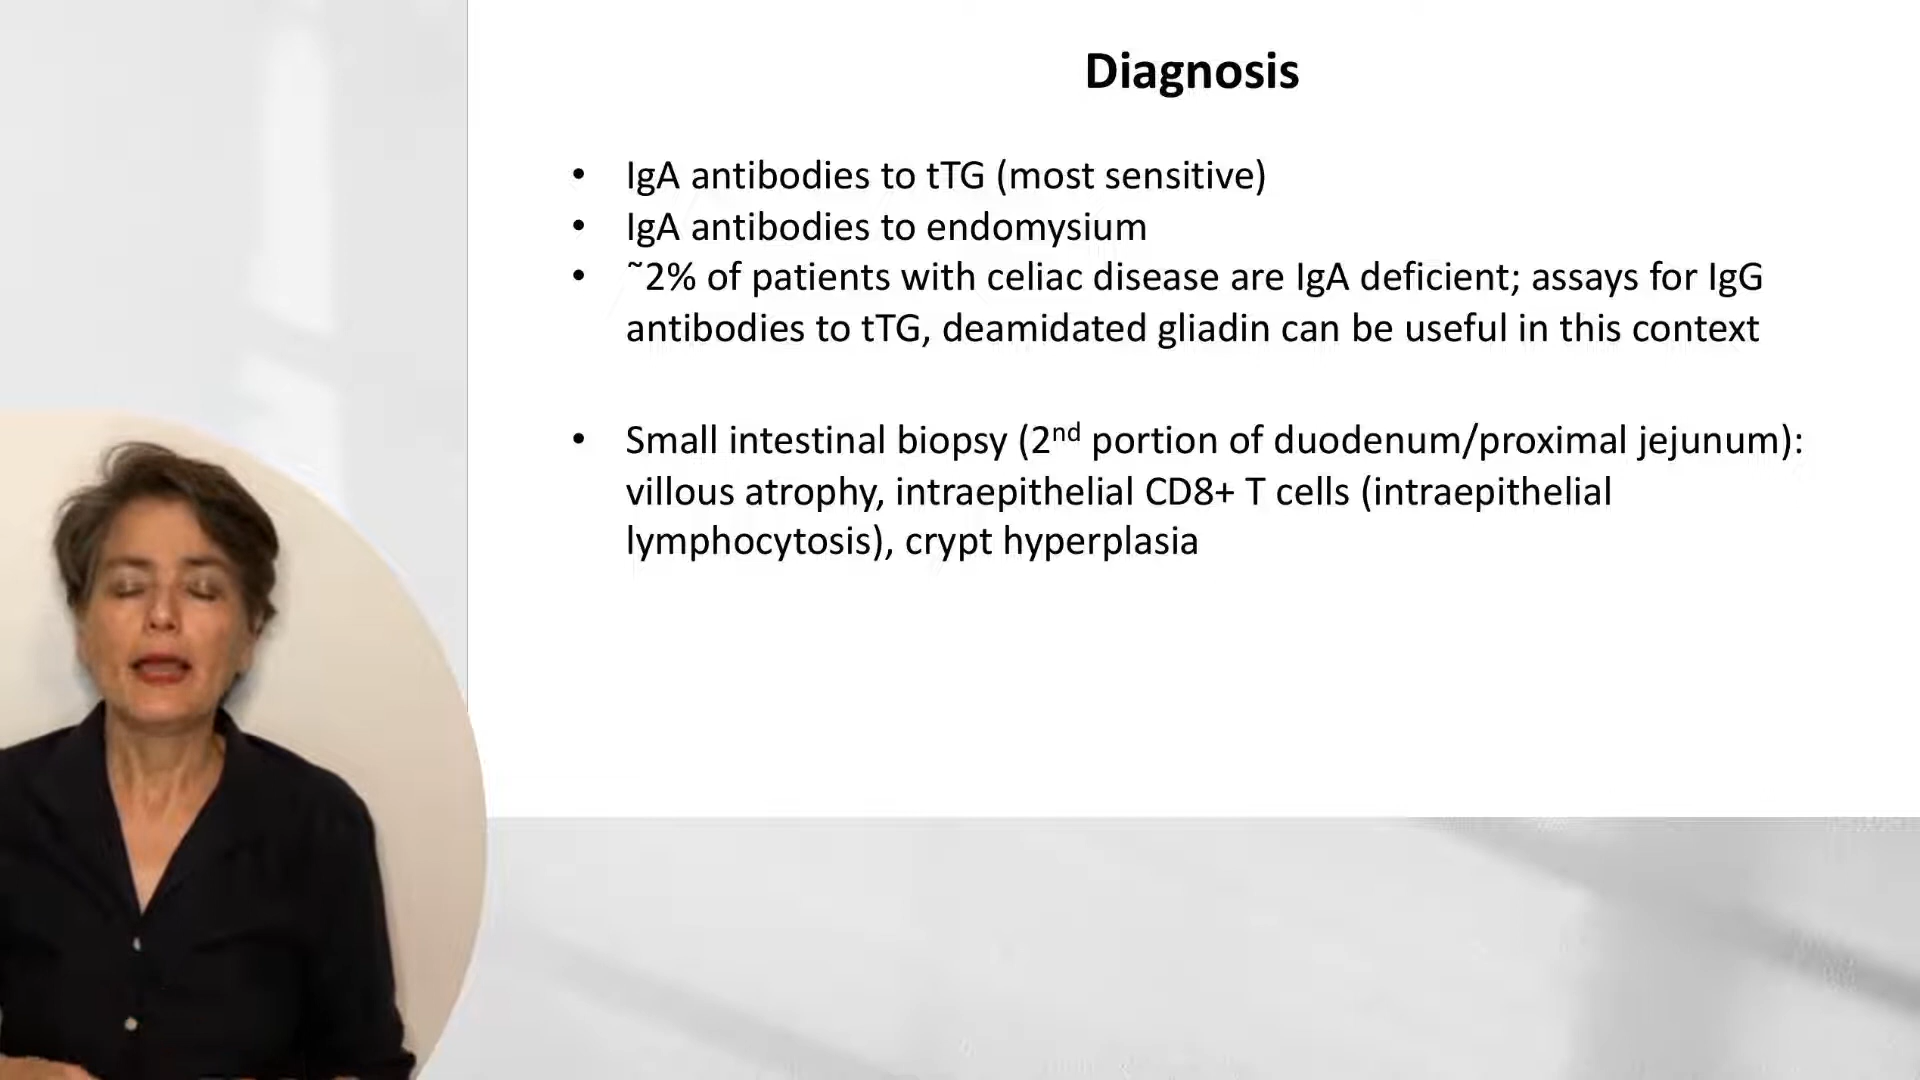 Diagnosis
• IgA antibodies to tTG (most sensitive)
• IgA antibodies to endomysium
• ˜2% of patients with celiac disease are IgA deficient; assays for IgG
antibodies to tTG, deamidated gliadin can be useful in this context
• Small intestinal biopsy (2nd portion of duodenum/proximal jejunum):
villous atrophy, intraepithelial CD8+ T cells (intraepithelial
lymphocytosis), crypt hyperplasia